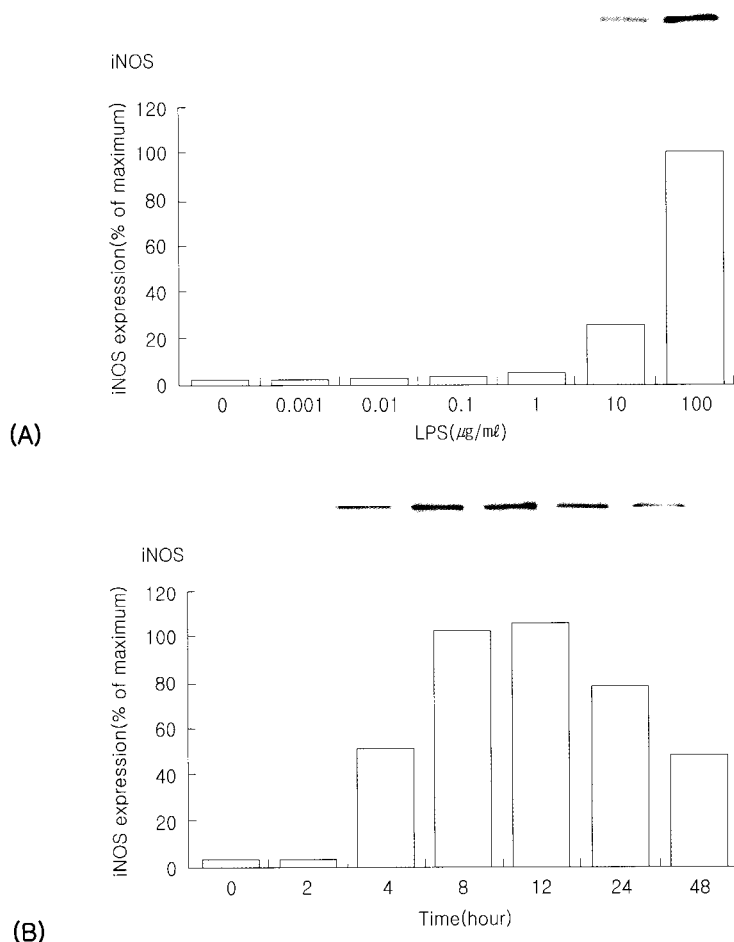 iNOS
iNOS expression(% of maximum)
120
100
80
60
40
20
0
0 0.001 0.01 0.1 1 10 100
LPS(μg/mℓ)
(A)
iNOS
iNOS expression(% of maximum)
120
100
80
60
40
20
0
0 2 4 8 12 24 48
Time(hour)
(B)